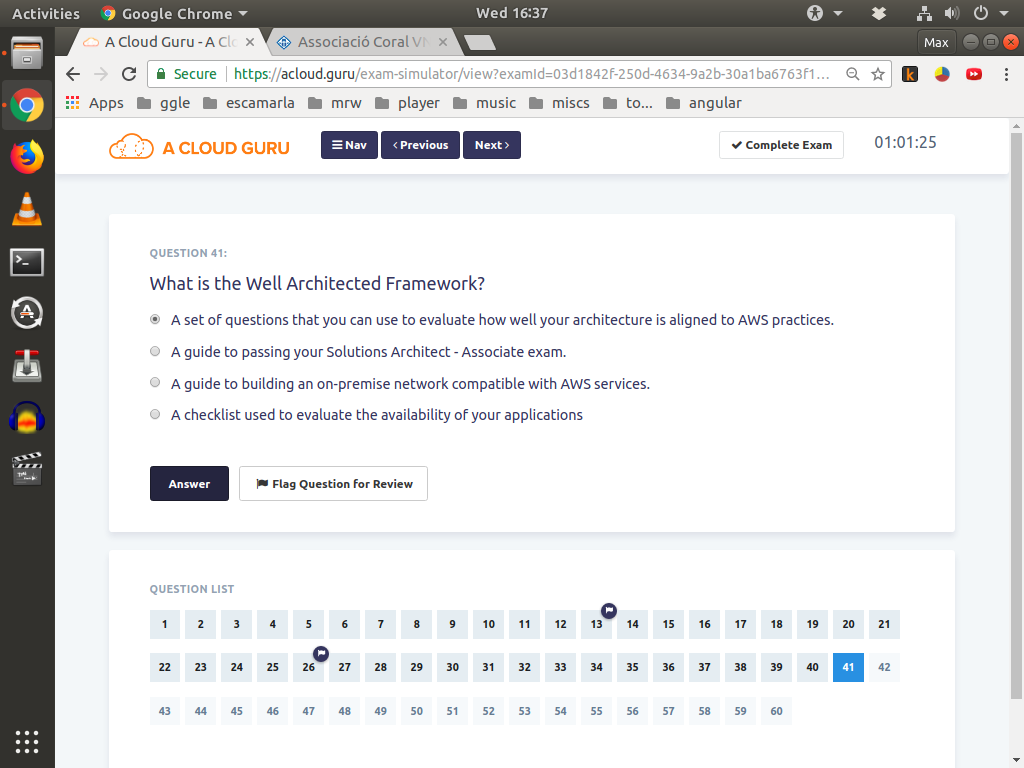 Activities Google Chrome Wed 16:37
A Cloud Guru - A Clo Associació Coral VN Max
Secure https://acloud.guru/exam-simulator/view?examId=03d1842f-250d-4634-9a2b-30a1ba6763f1...
Apps ggle escamarla mrw player music miscs to... angular
A CLOUD GURU Nav Previous Next Complete Exam 01:01:25
QUESTION 41:
What is the Well Architected Framework?
A set of questions that you can use to evaluate how well your architecture is aligned to AWS practices.
A guide to passing your Solutions Architect - Associate exam.
A guide to building an on-premise network compatible with AWS services.
A checklist used to evaluate the availability of your applications
Answer Flag Question for Review
QUESTION LIST
1 2 3 4 5 6 7 8 9 10 11 12 13 14 15 16 17 18 19 20 21
22 23 24 25 26 27 28 29 30 31 32 33 34 35 36 37 38 39 40 41 42
43 44 45 46 47 48 49 50 51 52 53 54 55 56 57 58 59 60